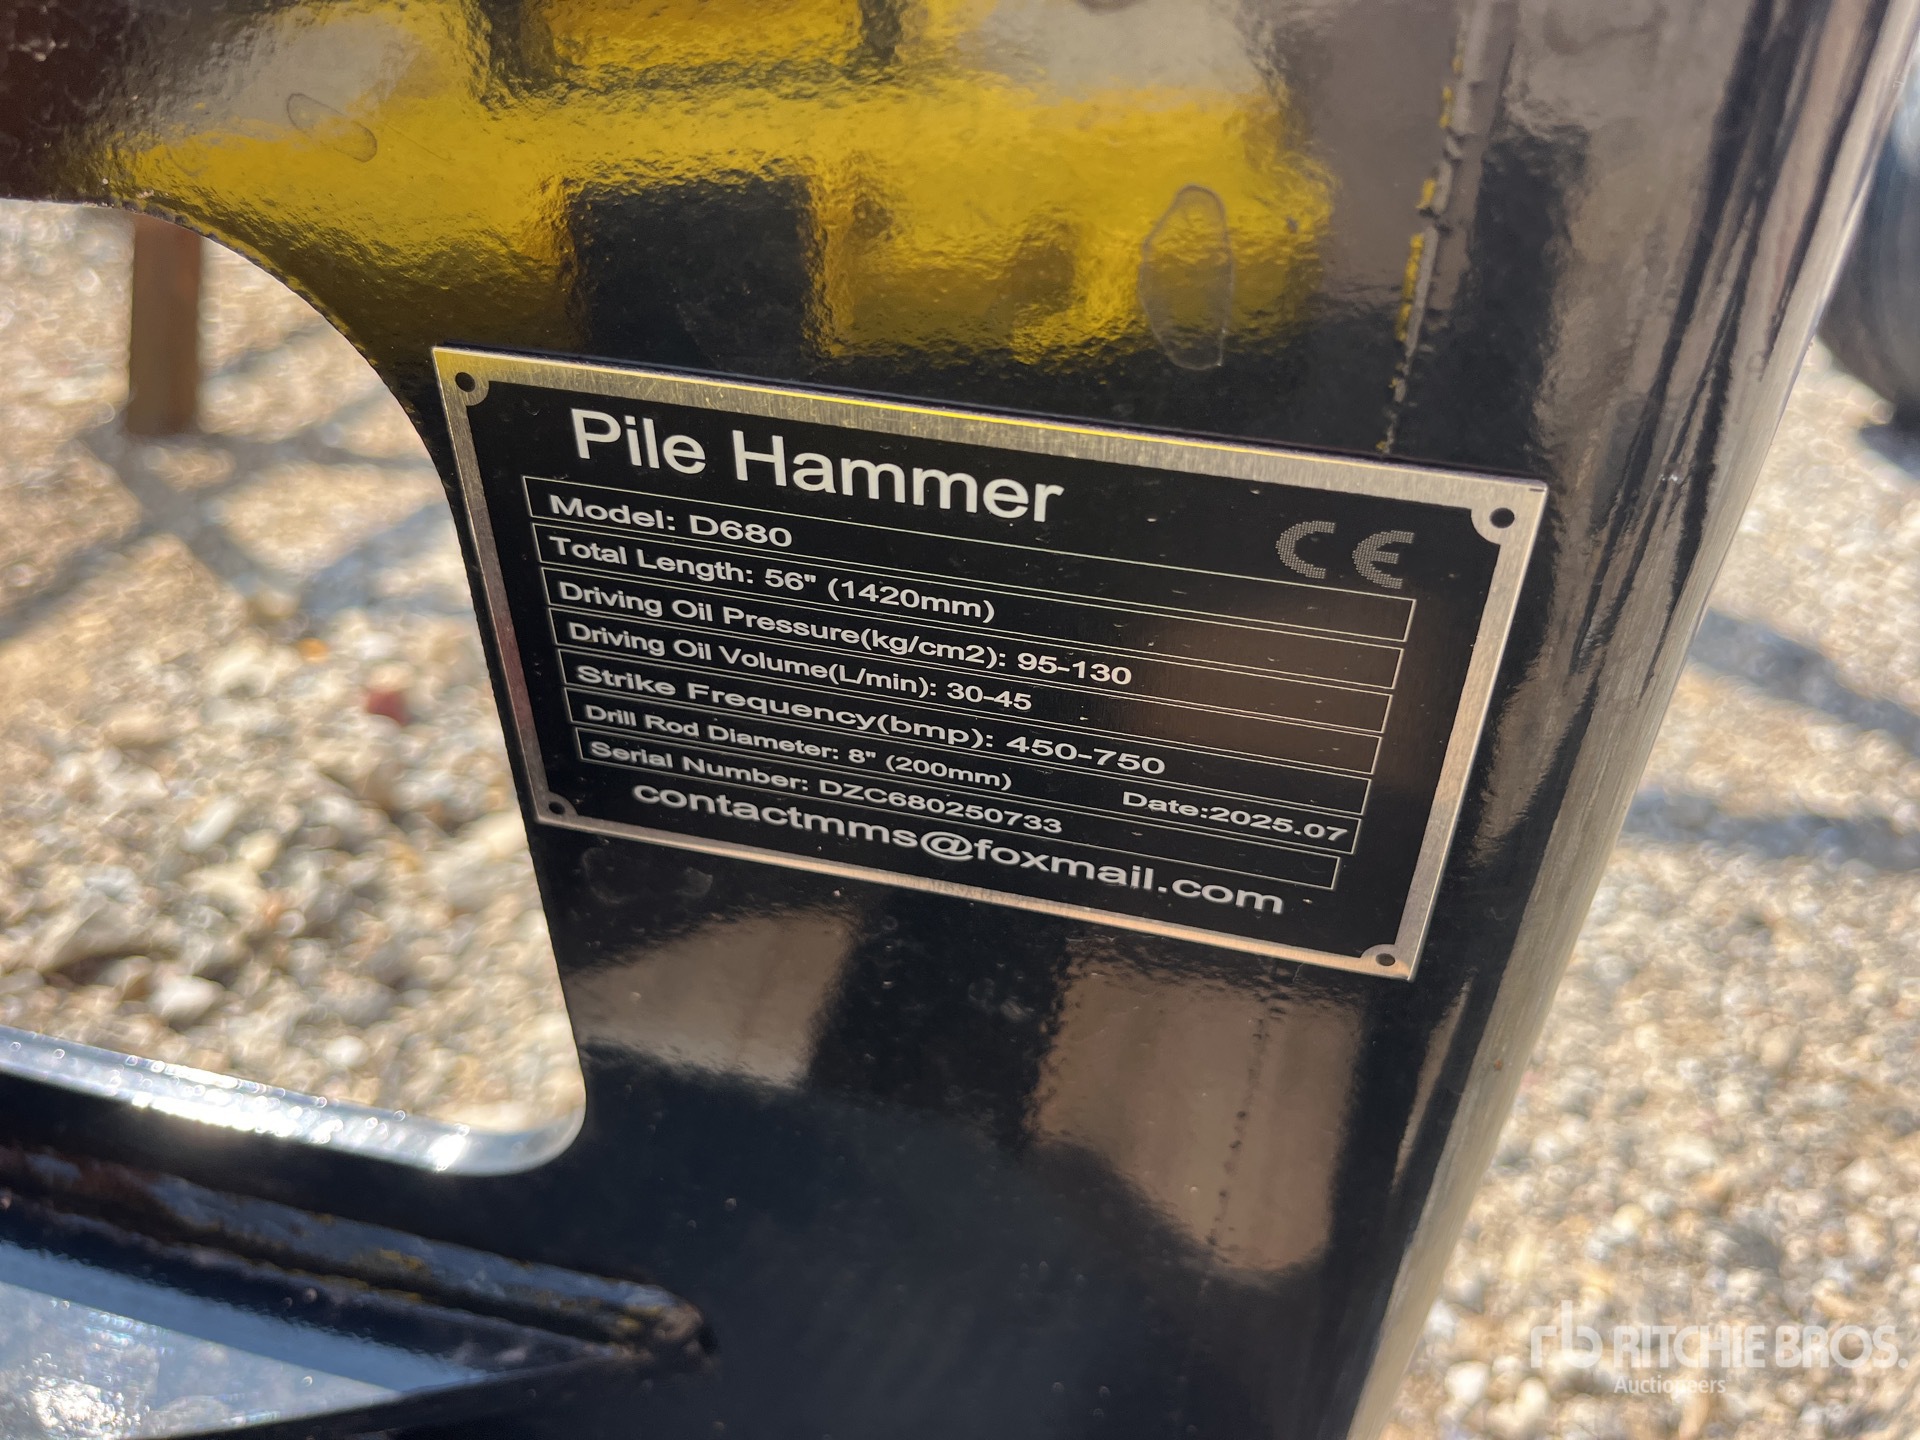 Pile Hammer
CE
Model: D680
Total Length: 56" (1420mm)
Driving Oil Pressure(kg/cm2): 95-130
Driving Oil Volume(L/min): 30-45
Strike Frequency(bmp): 450-750
Drill Rod Diameter: 8" (200mm) Date:2025.07
Serial Number: DZC680250733
contactmms@foxmail.com
rb RITCHIE BROS.
Auctioneers